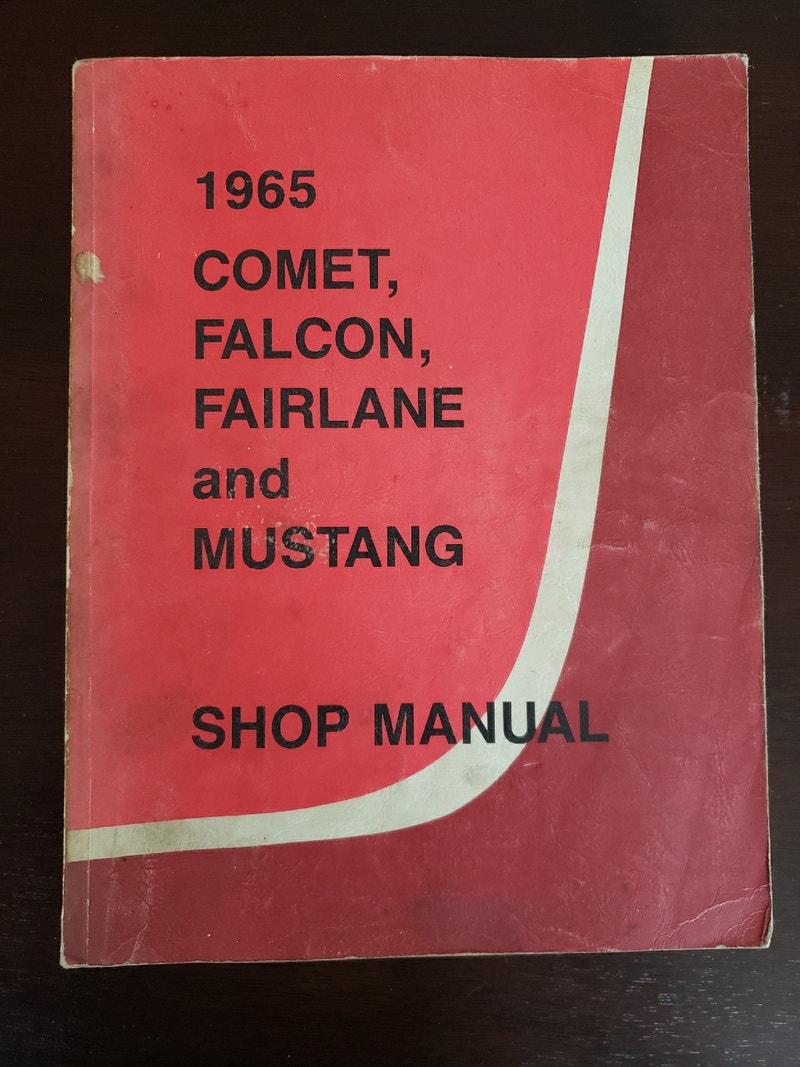 1965
COMET,
FALCON,
FAIRLANE
and
MUSTANG
SHOP MANUAL